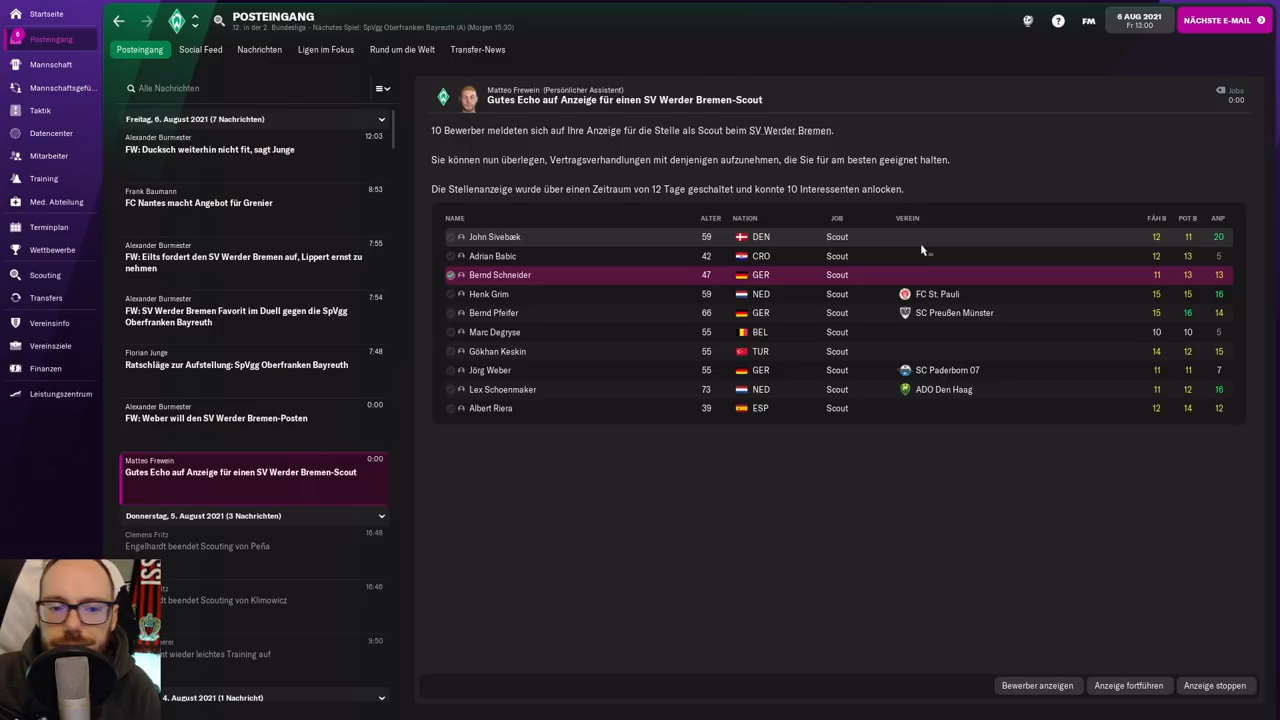 Startseite
6
Posteingang
Mannschaft
Mannschaftsgefü...
Taktik
Datencenter
Mitarbeiter
Training
Med. Abteilung
Terminplan
Wettbewerbe
Scouting
Transfers
Vereinsinfo
Vereinsziele
Finanzen
Leistungszentrum
POSTEINGANG
12. in der 2. Bundesliga - Nächstes Spiel: SpVgg Oberfranken Bayreuth (A) (Morgen 15:30)
FM
6 AUG 2021
Fr 13:00
NÄCHSTE E-MAIL
Posteingang Social Feed Nachrichten Ligen im Fokus Rund um die Welt Transfer-News
Alle Nachrichten
Freitag, 6. August 2021 (7 Nachrichten)
Alexander Burmester 12:03
FW: Ducksch weiterhin nicht fit, sagt Junge
Frank Baumann 8:53
FC Nantes macht Angebot für Grenier
Alexander Burmester 7:55
FW: Eilts fordert den SV Werder Bremen auf, Lippert ernst zu
nehmen
Alexander Burmester 7:54
FW: SV Werder Bremen Favorit im Duell gegen die SpVgg
Oberfranken Bayreuth
Florian Junge 7:48
Ratschläge zur Aufstellung: SpVgg Oberfranken Bayreuth
Alexander Burmester 0:00
FW: Weber will den SV Werder Bremen-Posten
Matteo Frewein 0:00
Gutes Echo auf Anzeige für einen SV Werder Bremen-Scout
Donnerstag, 5. August 2021 (3 Nachrichten)
Clemens Fritz 16:48
Engelhardt beendet Scouting von Peña
16:46
dt beendet Scouting von Klimowicz
9:50
nt wieder leichtes Training auf
4. August 2021 (1 Nachricht)
Matteo Frewein (Persönlicher Assistent)
Gutes Echo auf Anzeige für einen SV Werder Bremen-Scout
Jobs
0:00
10 Bewerber meldeten sich auf Ihre Anzeige für die Stelle als Scout beim SV Werder Bremen.
Sie können nun überlegen, Vertragsverhandlungen mit denjenigen aufzunehmen, die Sie für am besten geeignet halten.
Die Stellenanzeige wurde über einen Zeitraum von 12 Tage geschaltet und konnte 10 Interessenten anlocken.
NAME ALTER NATION JOB VEREIN FÄH B POT B ANP
John Sivebæk 59 DEN Scout 12 11 20
Adrian Babic 42 CRO Scout 12 13 5
Bernd Schneider 47 GER Scout 11 13 13
Henk Grim 59 NED Scout FC St. Pauli 15 15 16
Bernd Pfeifer 66 GER Scout SC Preußen Münster 15 16 14
Marc Degryse 55 BEL Scout 10 10 5
Gökhan Keskin 55 TUR Scout 14 12 15
Jörg Weber 55 GER Scout SC Paderborn 07 11 11 7
Lex Schoenmaker 73 NED Scout ADO Den Haag 11 12 16
Albert Riera 39 ESP Scout 12 14 12
Bewerber anzeigen Anzeige fortführen Anzeige stoppen